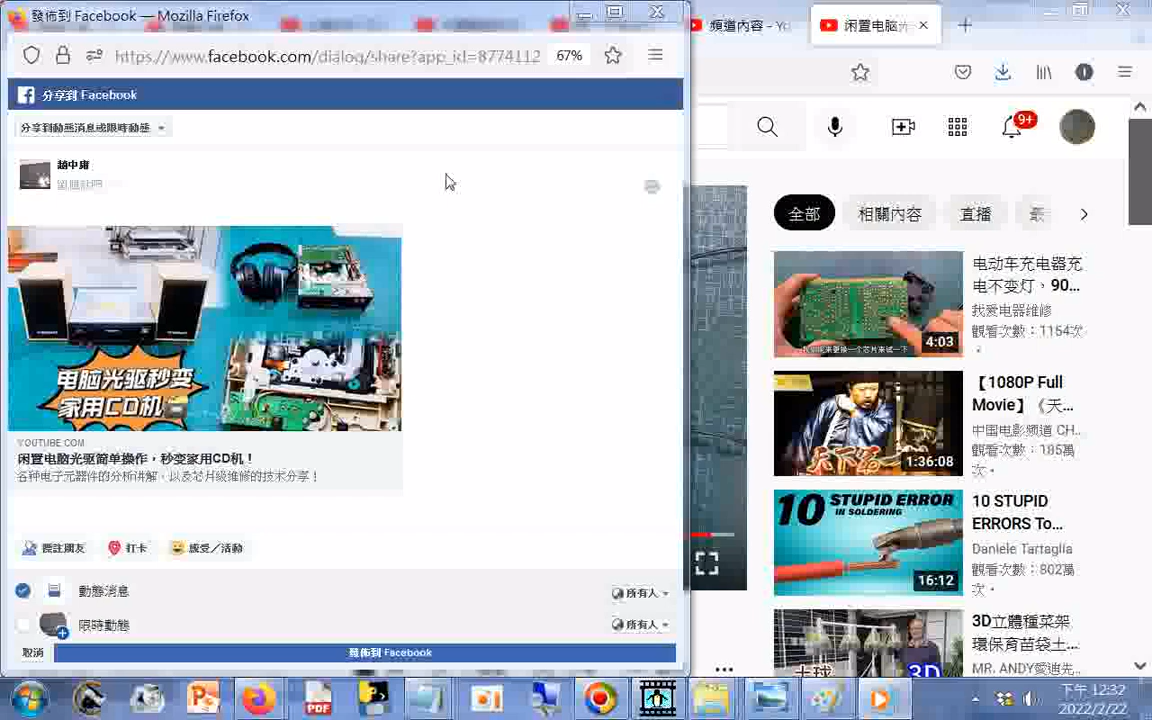 發佈到 Facebook — Mozilla Firefox
https://www.facebook.com/dialog/share?app_id=8774112
67%
分享到 Facebook
分享到動態消息或限時動態
趙中庸
电脑光驱秒变
家用CD机
YOUTUBE.COM
闲置电脑光驱简单操作，秒变家用CD机！
各种电子元器件的分析讲解，以及芯片级维修的技术分享！
標註朋友
打卡
感受／活動
動態消息
所有人
限時動態
所有人
取消
發佈到 Facebook
頻道內容 - Yo
闲置电脑光
9+
全部
相關內容
直播
电动车充电器充
电不变灯，90...
我爱电器维修
觀看次數：1154次
·
4:03
【1080P Full
Movie】《天...
中国电影频道 CH...
觀看次數：185萬
次·
天下第一
1:36:08
10 STUPID
ERRORS To...
Daniele Tartaglia
觀看次數：802萬
次·
10 STUPID ERROR
IN SOLDERING
16:12
3D立體種菜架
環保育苗袋土...
MR. ANDY愛迪先...
土球
3D
PDF
下午 12:32
2022/2/22